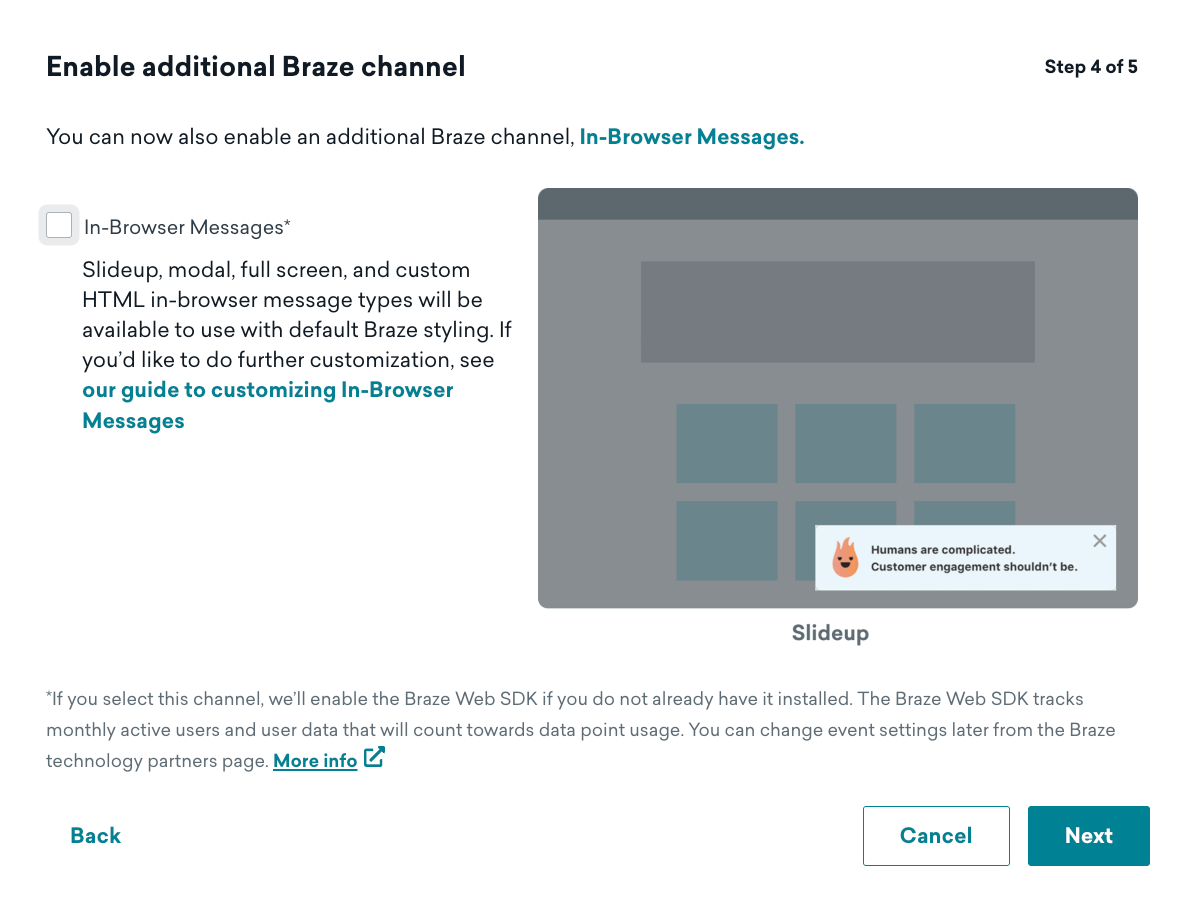 Enable additional Braze channel
Step 4 of 5
You can now also enable an additional Braze channel, In-Browser Messages.
In-Browser Messages*
Slideup, modal, full screen, and custom
HTML in-browser message types will be
available to use with default Braze styling. If
you’d like to do further customization, see
our guide to customizing In-Browser
Messages
Humans are complicated.
Customer engagement shouldn’t be.
Slideup
*If you select this channel, we’ll enable the Braze Web SDK if you do not already have it installed. The Braze Web SDK tracks
monthly active users and user data that will count towards data point usage. You can change event settings later from the Braze
technology partners page. More info
Back
Cancel
Next